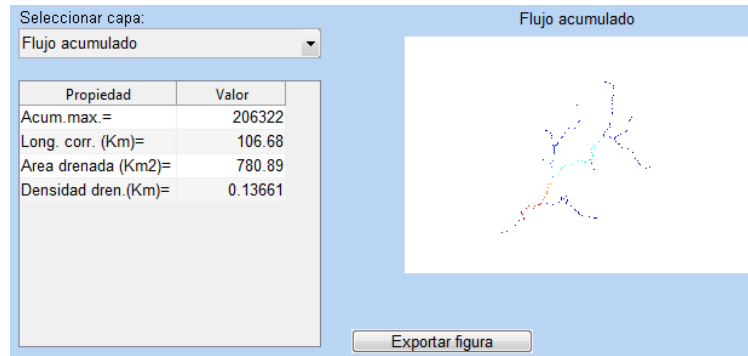 Seleccionar capa:
Flujo acumulado
Propiedad Valor
Acum.max.= 206322
Long. corr. (Km)= 106.68
Area drenada (Km2)= 780.89
Densidad dren.(Km)= 0.13661
Flujo acumulado
Exportar figura